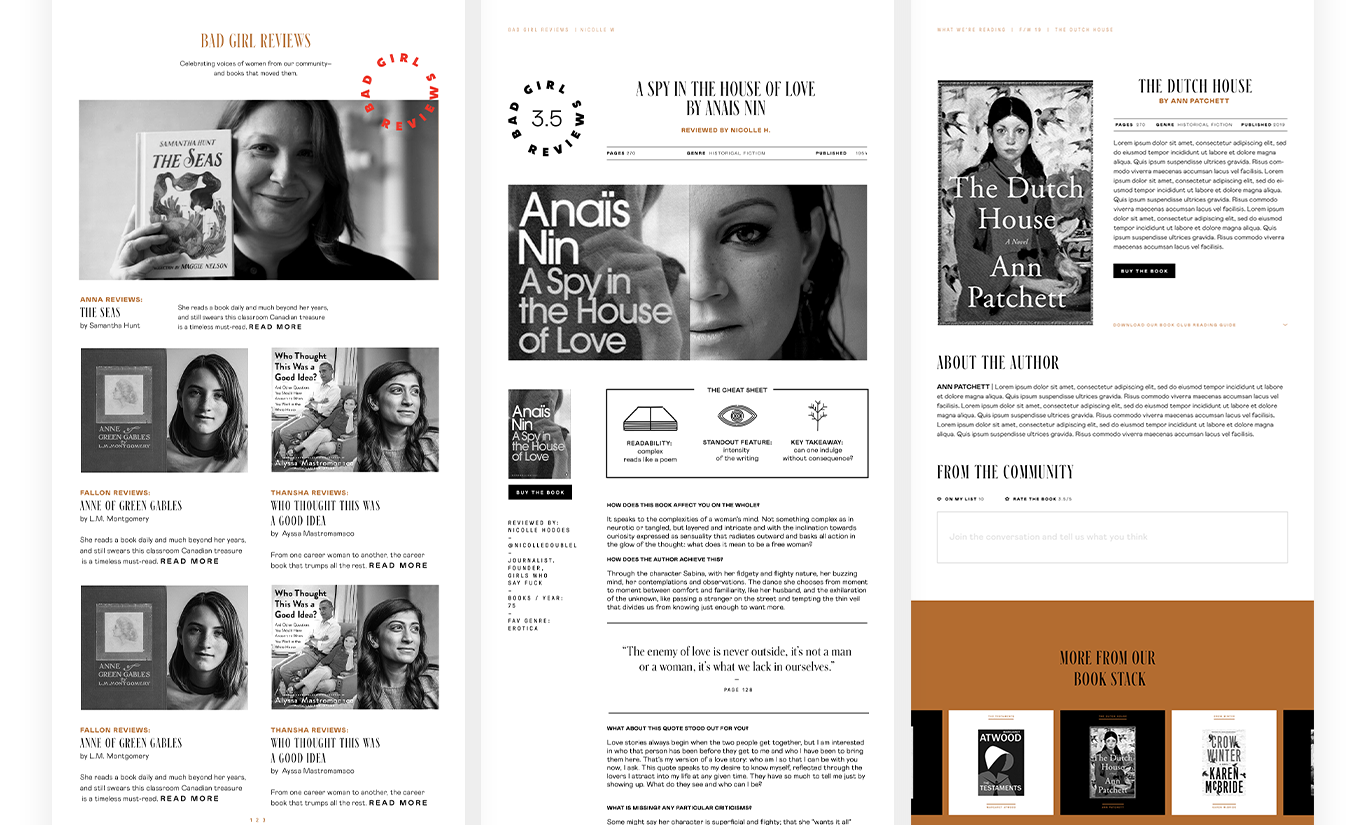 BAD GIRL REVIEWS
Celebrating voices of women from our community—
and books that moved them.
BAD GIRL REVIEWS
SAMANTHA HUNT
THE SEAS
MAGGIE NELSON
ANNA REVIEWS:
THE SEAS
by Samantha Hunt
She reads a book daily and much beyond her years,
and still swears this classroom Canadian treasure
is a timeless must-read. READ MORE
ANNE of
GREEN GABLES
L.M. MONTGOMERY
Who Thought
This Was a
Good Idea?
And Other Questions
You Should Have
Answers to When
You Work in the
White House
Alyssa Mastromonaco
FALLON REVIEWS:
ANNE OF GREEN GABLES
by L.M. Montgomery
She reads a book daily and much beyond her years,
and still swears this classroom Canadian treasure
is a timeless must-read. READ MORE
THANSHA REVIEWS:
WHO THOUGHT THIS WAS
A GOOD IDEA
by Ayssa Mastromomaco
From one career woman to another, the career
book that trumps all the rest. READ MORE
ANNE of
GREEN GABLES
L.M. MONTGOMERY
Who Thought
This Was a
Good Idea?
And Other Questions
You Should Have
Answers to When
You Work in the
White House
Alyssa Mastromonaco
FALLON REVIEWS:
ANNE OF GREEN GABLES
by L.M. Montgomery
She reads a book daily and much beyond her years,
and still swears this classroom Canadian treasure
is a timeless must-read. READ MORE
THANSHA REVIEWS:
WHO THOUGHT THIS WAS
A GOOD IDEA
by Ayssa Mastromomaco
From one career woman to another, the career
book that trumps all the rest. READ MORE
1 2 3
BAD GIRL REVIEWS | NICOLLE W
BAD GIRL REVIEWS
3.5
A SPY IN THE HOUSE OF LOVE
BY ANAIS NIN
REVIEWED BY NICOLLE H.
PAGES 270 GENRE HISTORICAL FICTION PUBLISHED 1954
Anaïs
Nin
A Spy in
the House
of Love
Anaïs
Nin
A Spy in
the House
of Love
BUY THE BOOK
REVIEWED BY:
NICOLLE HODGES
–
@NICOLLEDOUBLEL
–
JOURNALIST,
FOUNDER,
GIRLS WHO
SAY FUCK
–
BOOKS / YEAR:
75
–
FAV GENRE:
EROTICA
THE CHEAT SHEET
READABILITY:
complex
reads like a poem
STANDOUT FEATURE:
intensity
of the writing
KEY TAKEAWAY:
can one indulge
without consequence?
HOW DOES THIS BOOK AFFECT YOU ON THE WHOLE?
It speaks to the complexities of a woman's mind. Not something complex as in
neurotic or tangled, but layered and intricate and with the inclination towards
curiosity expressed as sensuality that radiates outward and basks all action in
the glow of the thought: what does it mean to be a free woman?
HOW DOES THE AUTHOR ACHIEVE THIS?
Through the character Sabina, with her fidgety and flighty nature, her buzzing
mind, her contemplations and observations. The dance she chooses from moment
to moment between comfort and familiarity, like her husband, and the exhilaration
of the unknown, like passing a stranger on the street and tempting the thin veil
that divides us from knowing just enough to want more.
"The enemy of love is never outside, it's not a man
or a woman, it's what we lack in ourselves."
–
PAGE 128
WHAT ABOUT THIS QUOTE STOOD OUT FOR YOU?
Love stories always begin when the two people get together, but I am interested
in who that person has been before they get to me and who I have been to bring
them here. That's my version of a love story: who am I so that I can be with you
now, I ask. This quote speaks to my desire to know myself, reflected through the
lovers I attract into my life at any given time. They have so much to tell me just by
showing up. What do they see and who can I be?
WHAT IS MISSING? ANY PARTICULAR CRITICISMS?
Some might say her character is superficial and flighty; that she "wants it all"
WHAT WE'RE READING | F/W 19 | THE DUTCH HOUSE
The Dutch
House
A Novel
Ann
Patchett
THE DUTCH HOUSE
BY ANN PATCHETT
PAGES 370 GENRE HISTORICAL FICTION PUBLISHED 2019
Lorem ipsum dolor sit amet, consectetur adipiscing elit, sed
do eiusmod tempor incididunt ut labore et dolore magna
aliqua. Quis ipsum suspendisse ultrices gravida. Risus com-
modo viverra maecenas accumsan lacus vel facilisis. Lorem
ipsum dolor sit amet, consectetur adipiscing elit, sed do ei-
usmod tempor incididunt ut labore et dolore magna aliqua.
Quis ipsum suspendisse ultrices gravida. Risus commodo
viverra maecenas accumsan lacus vel facilisis. Lorem ipsum
dolor sit amet, consectetur adipiscing elit, sed do eiusmod
tempor incididunt ut labore et dolore magna aliqua. Quis
ipsum suspendisse ultrices gravida. Risus commodo viverra
maecenas accumsan lacus vel facilisis.
BUY THE BOOK
DOWNLOAD OUR BOOK CLUB READING GUIDE
ABOUT THE AUTHOR
ANN PATCHETT | Lorem ipsum dolor sit amet, consectetur adipiscing elit, sed do eiusmod tempor incididunt ut labore
et dolore magna aliqua. Quis ipsum suspendisse ultrices gravida. Risus commodo viverra maecenas accumsan lacus vel
facilisis. Lorem ipsum dolor sit amet, consectetur adipiscing elit, sed do eiusmod tempor incididunt ut labore et dolore
magna aliqua. Quis ipsum suspendisse ultrices gravida. Risus commodo viverra maecenas accumsan lacus vel facilisis.
Lorem ipsum dolor sit amet, consectetur adipiscing elit, sed do eiusmod tempor incididunt ut labore et dolore magna
aliqua. Quis ipsum suspendisse ultrices gravida. Risus commodo viverra maecenas accumsan lacus vel facilisis.
FROM THE COMMUNITY
ON MY LIST 10 RATE THE BOOK 3.5/5
Join the conversation and tell us what you think
MORE FROM OUR
BOOK STACK
ATWOOD
TESTAMENTS
The Dutch
House
Ann
Patchett
CROW
WINTER
KAREN
McBRIDE